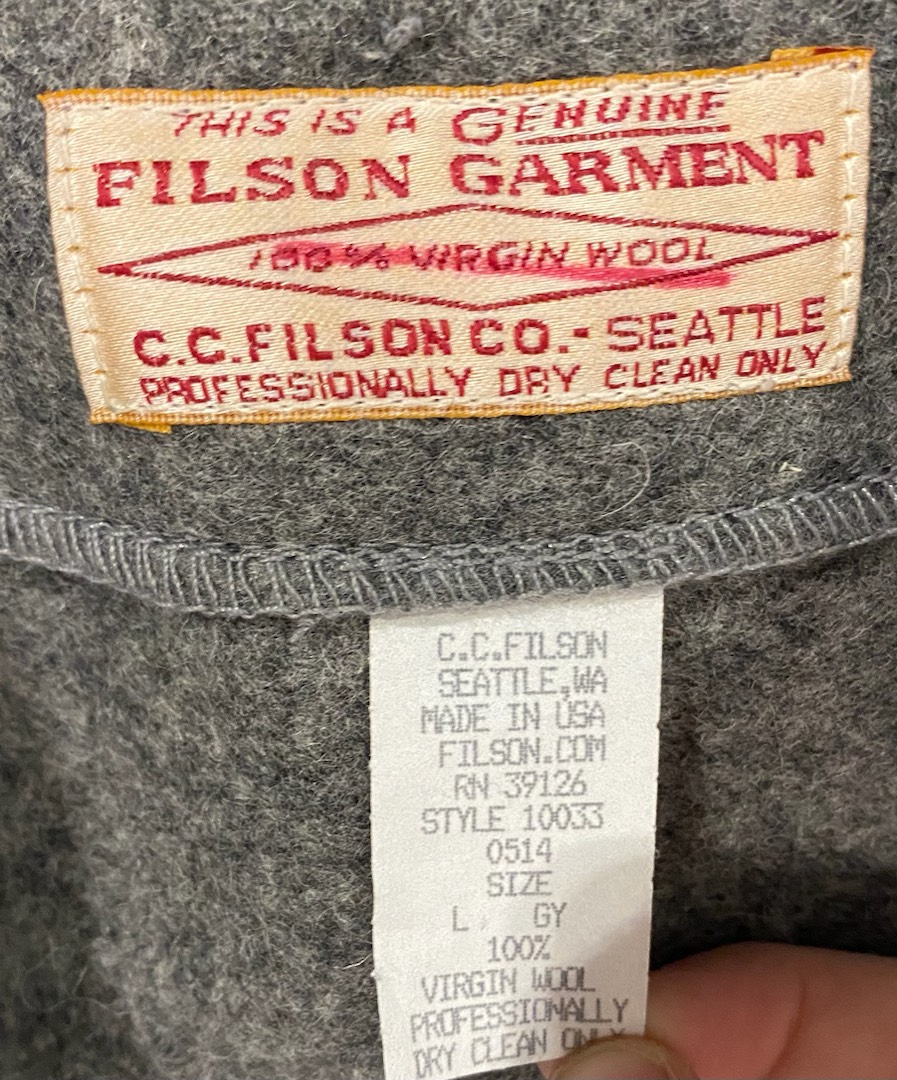 THIS IS A GENUINE
FILSON GARMENT
100% VIRGIN WOOL
C.C.FILSON CO.- SEATTLE
PROFESSIONALLY DRY CLEAN ONLY
C.C.FILSON
SEATTLE,WA
MADE IN USA
FILSON.COM
RN 39126
STYLE 10033
0514
SIZE
L, GY
100%
VIRGIN WOOL
PROFESSIONALLY
DRY CLEAN ONLY